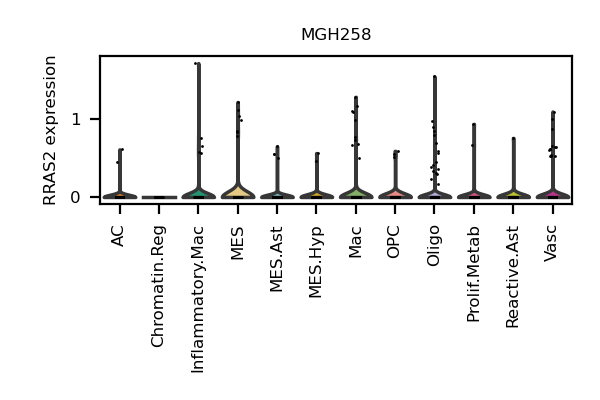 MGH258
RRAS2 expression
1
0
AC
Chromatin.Reg
Inflammatory.Mac
MES
MES.Ast
MES.Hyp
Mac
OPC
Oligo
Prolif.Metab
Reactive.Ast
Vasc